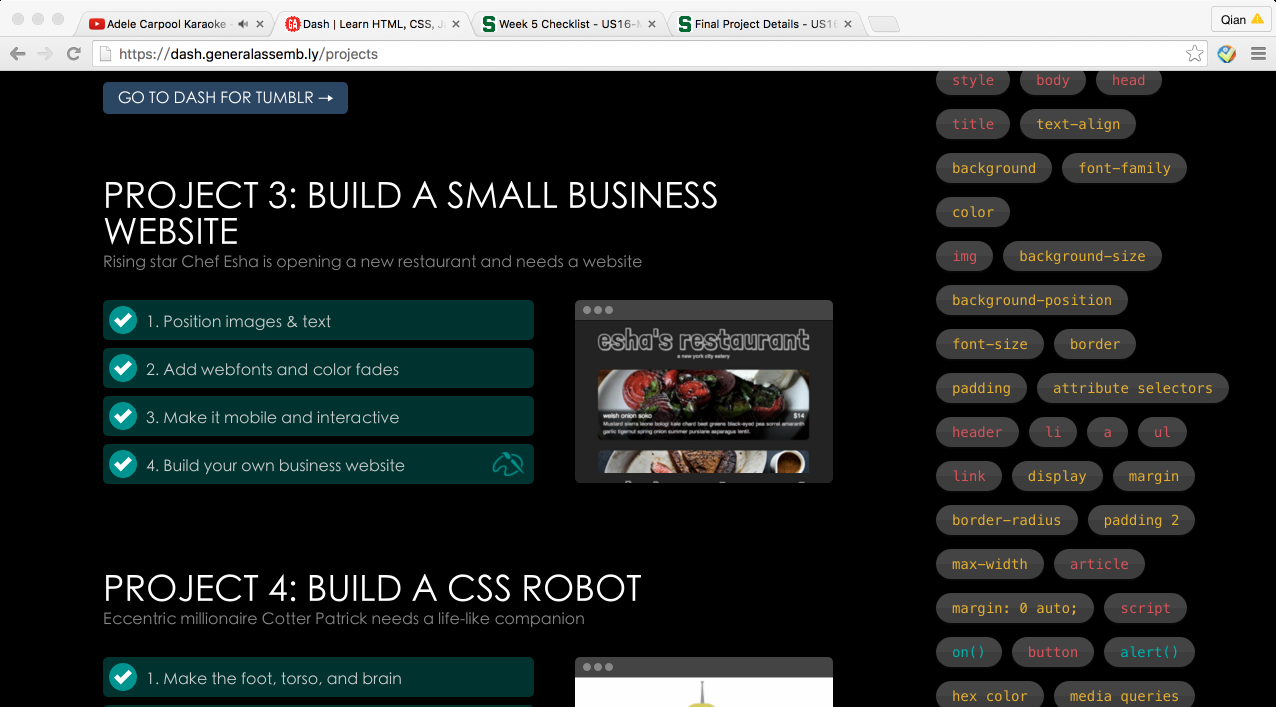 Adele Carpool Karaoke -
Dash | Learn HTML, CSS, J
Week 5 Checklist - US16-M
Final Project Details - US16
Qian
https://dash.generalassemb.ly/projects
GO TO DASH FOR TUMBLR →
PROJECT 3: BUILD A SMALL BUSINESS
WEBSITE
Rising star Chef Esha is opening a new restaurant and needs a website
1. Position images & text
2. Add webfonts and color fades
3. Make it mobile and interactive
4. Build your own business website
esha's restaurant
a new york city eatery
welsh onion soko $14
Mustard sierra leone bologi kale chard beet greens black-eyed pea sorrel amaranth
garlic tigernut spring onion summer purslane asparagus lentil.
PROJECT 4: BUILD A CSS ROBOT
Eccentric millionaire Cotter Patrick needs a life-like companion
1. Make the foot, torso, and brain
style body head
title text-align
background font-family
color
img background-size
background-position
font-size border
padding attribute selectors
header li a ul
link display margin
border-radius padding 2
max-width article
margin: 0 auto; script
on() button alert()
hex color media queries